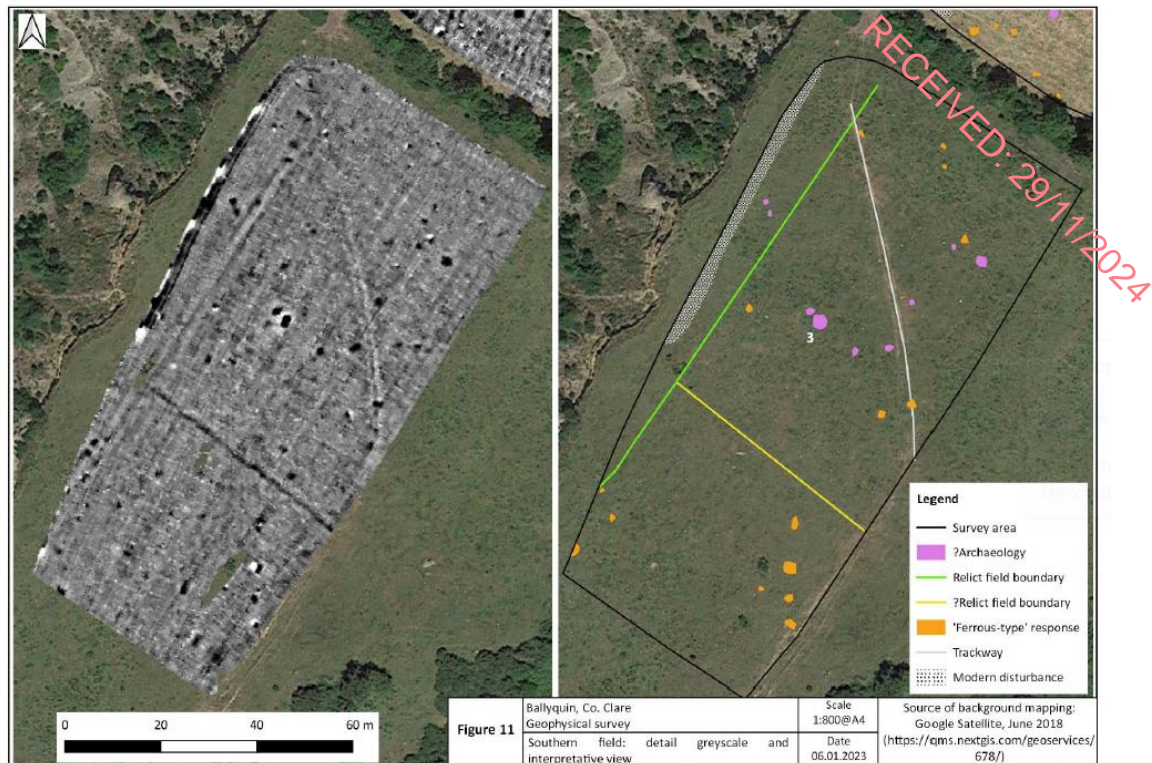 RECEIVED: 29/11/2024
3
Legend
Survey area
?Archaeology
Relict field boundary
?Relict field boundary
'Ferrous-type' response
Trackway
Modern disturbance
0 20 40 60 m
Figure 11
Ballyquin, Co. Clare
Geophysical survey
Southern field: detail greyscale and
interpretative view
Scale
1:800@A4
Date
06.01.2023
Source of background mapping:
Google Satellite, June 2018
(https://qms.nextgis.com/geoservices/
678/)